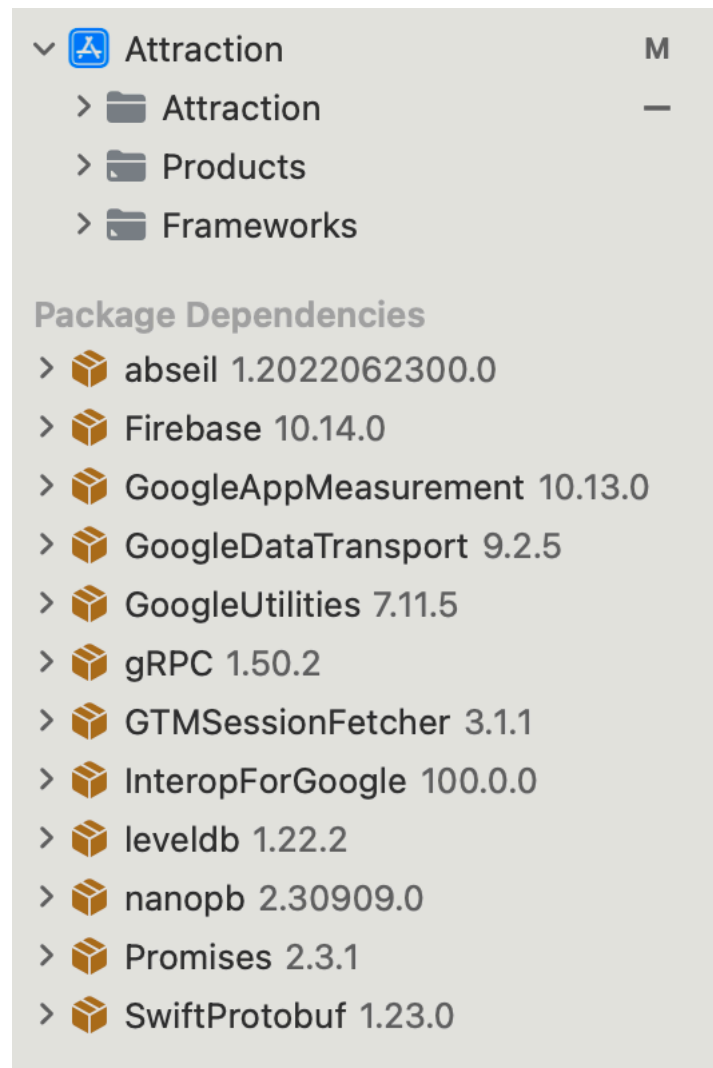 Attraction M
Attraction
Products
Frameworks
Package Dependencies
abseil 1.2022062300.0
Firebase 10.14.0
GoogleAppMeasurement 10.13.0
GoogleDataTransport 9.2.5
GoogleUtilities 7.11.5
gRPC 1.50.2
GTMSessionFetcher 3.1.1
InteropForGoogle 100.0.0
leveldb 1.22.2
nanopb 2.30909.0
Promises 2.3.1
SwiftProtobuf 1.23.0